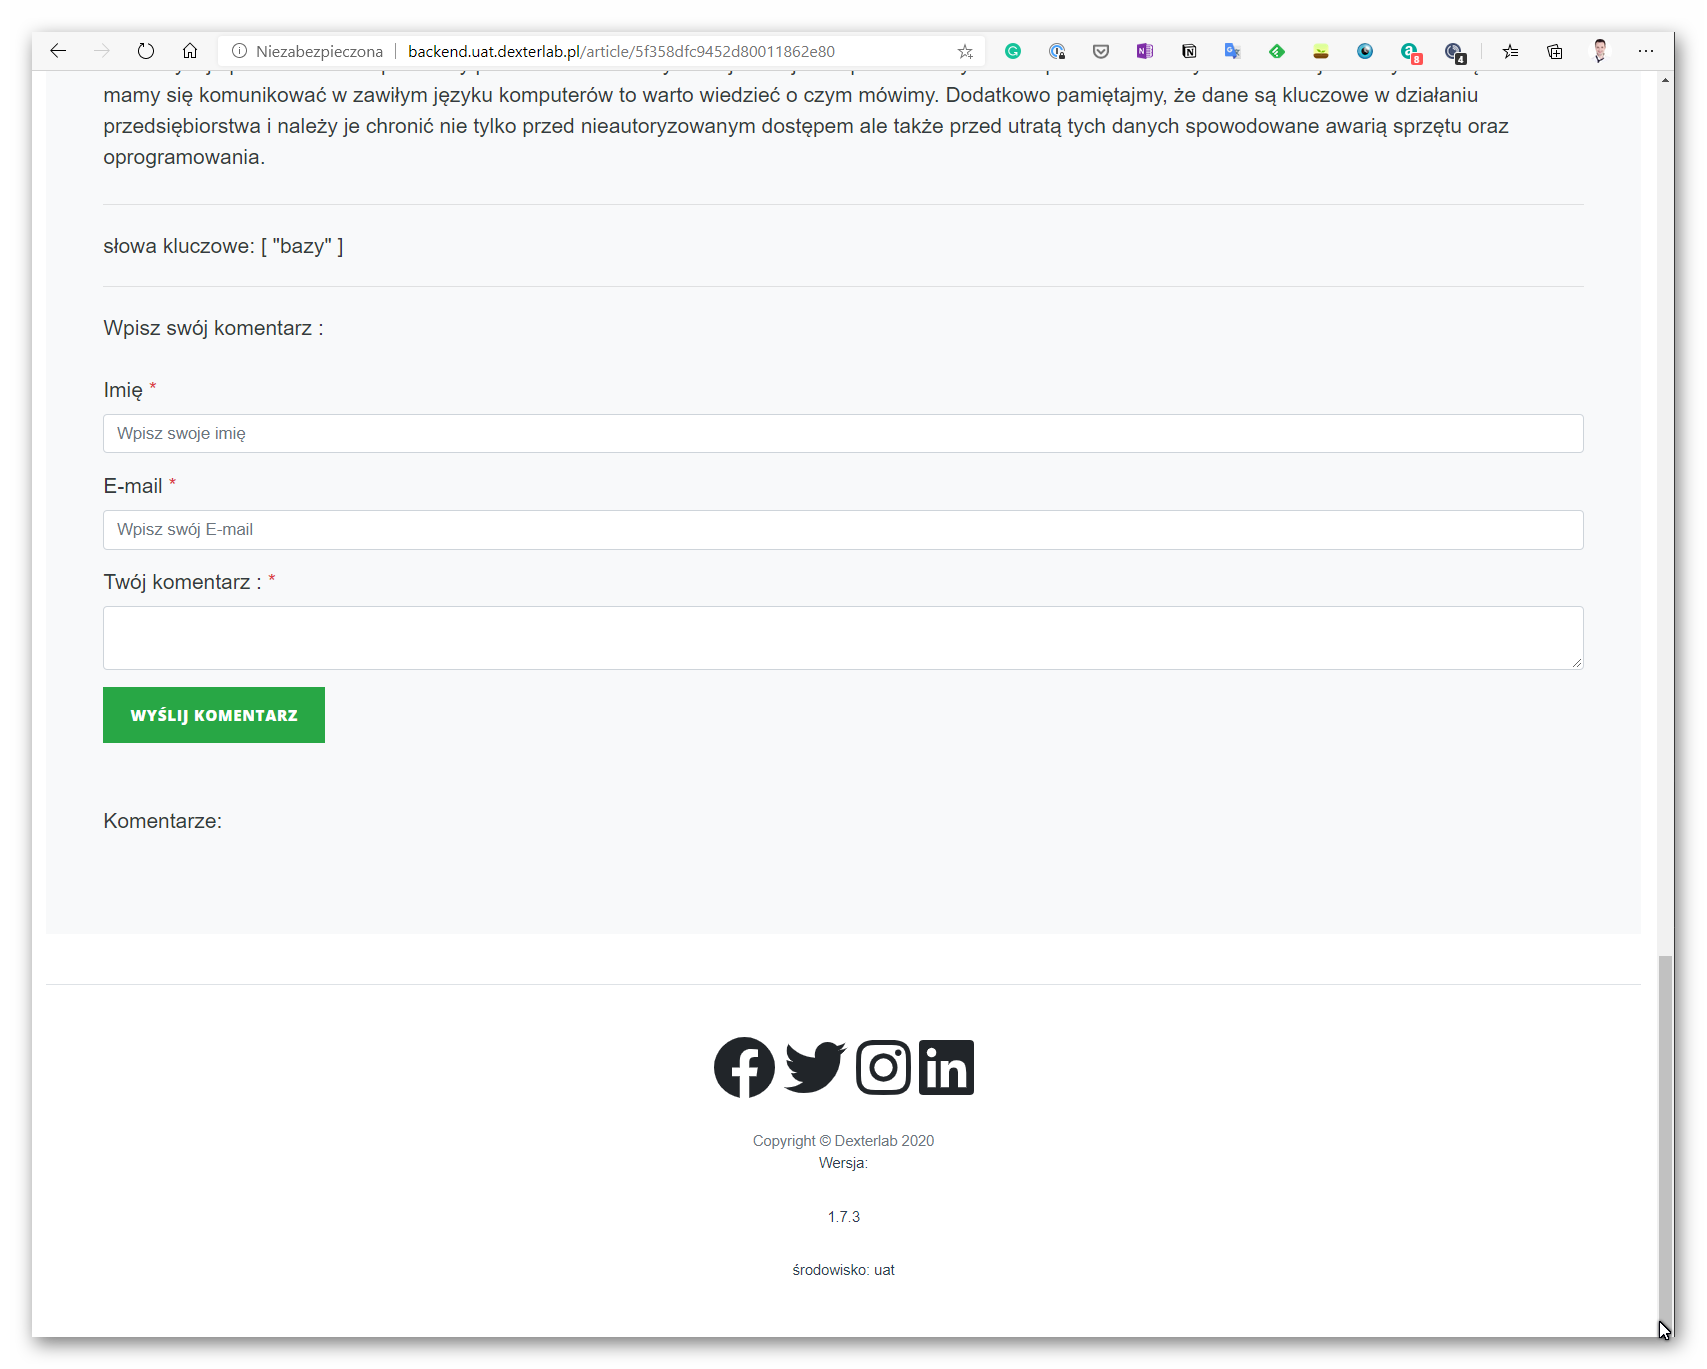 Niezabezpieczona | backend.uat.dexterlab.pl/article/5f358dfc9452d80011862e80
8
4
mamy się komunikować w zawiłym języku komputerów to warto wiedzieć o czym mówimy. Dodatkowo pamiętajmy, że dane są kluczowe w działaniu
przedsiębiorstwa i należy je chronić nie tylko przed nieautoryzowanym dostępem ale także przed utratą tych danych spowodowane awarią sprzętu oraz
oprogramowania.
słowa kluczowe: [ "bazy" ]
Wpisz swój komentarz :
Imię *
Wpisz swoje imię
E-mail *
Wpisz swój E-mail
Twój komentarz : *
WYŚLIJ KOMENTARZ
Komentarze:
Copyright © Dexterlab 2020
Wersja:
1.7.3
środowisko: uat